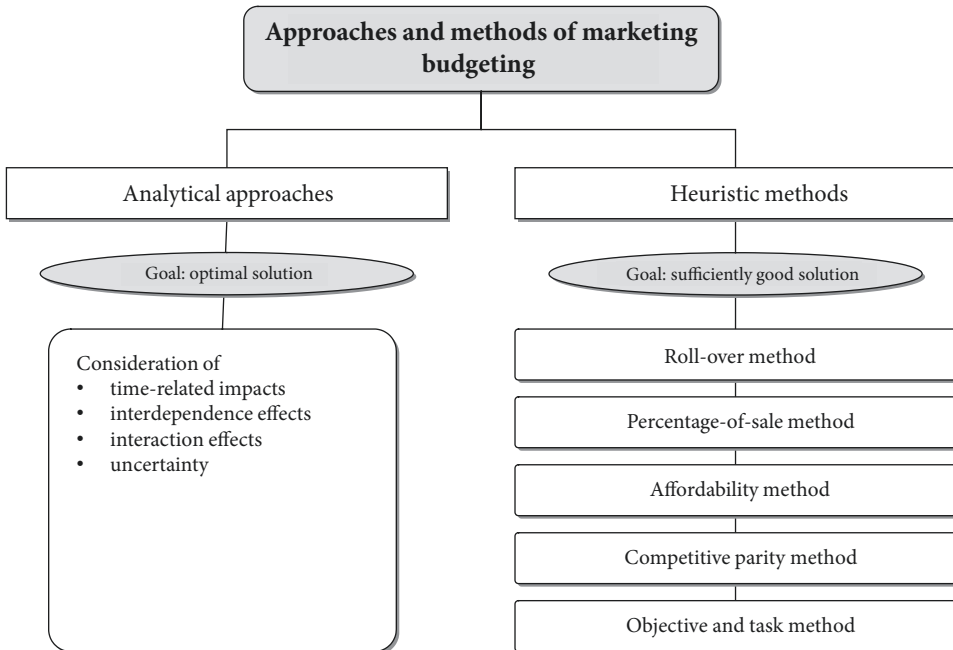 Approaches and methods of marketing
budgeting
Analytical approaches
Goal: optimal solution
Consideration of
• time-related impacts
• interdependence effects
• interaction effects
• uncertainty
Heuristic methods
Goal: sufficiently good solution
Roll-over method
Percentage-of-sale method
Affordability method
Competitive parity method
Objective and task method